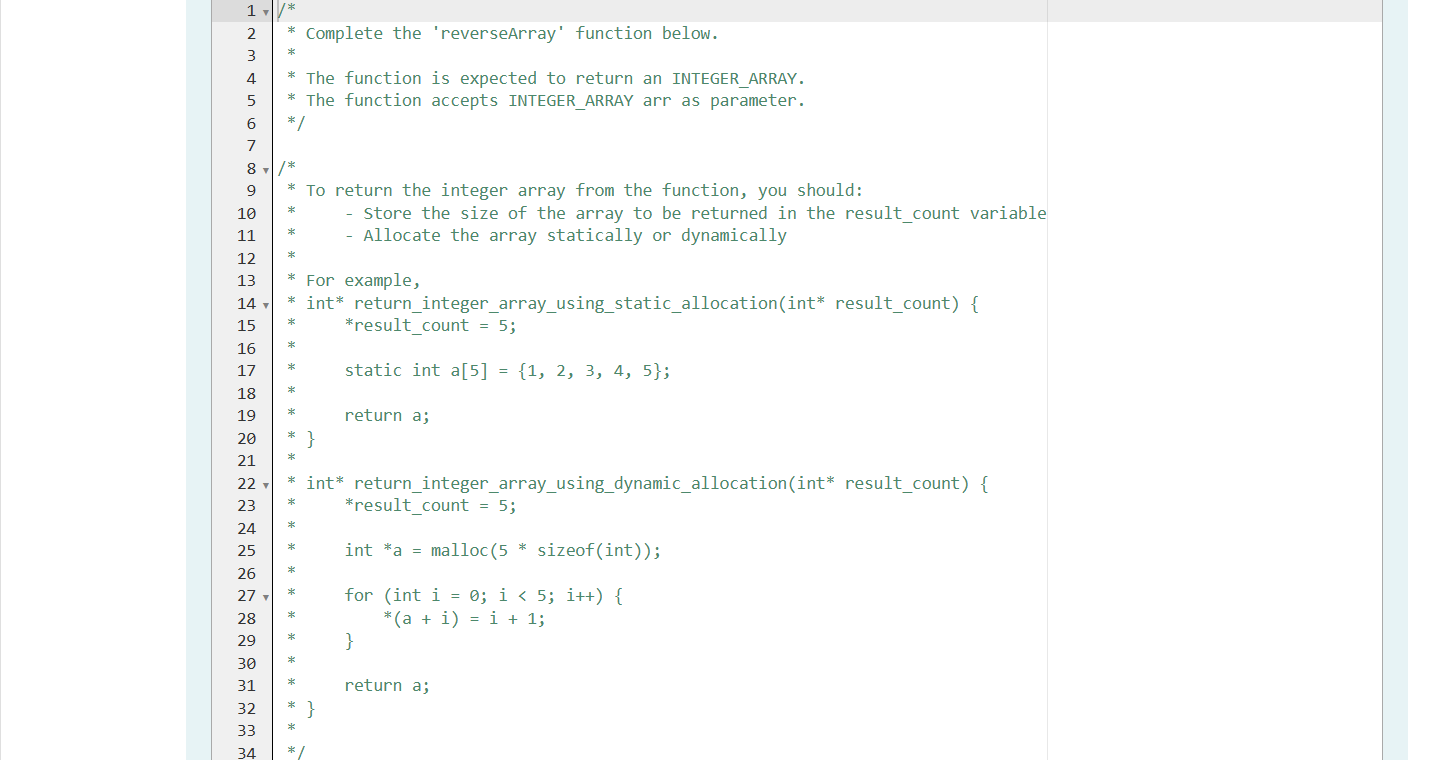 1 /*
2  * Complete the 'reverseArray' function below.
3  *
4  * The function is expected to return an INTEGER_ARRAY.
5  * The function accepts INTEGER_ARRAY arr as parameter.
6  */
7
8 /*
9  * To return the integer array from the function, you should:
10  *     - Store the size of the array to be returned in the result_count variable
11  *     - Allocate the array statically or dynamically
12  *
13  * For example,
14  * int* return_integer_array_using_static_allocation(int* result_count) {
15  *     *result_count = 5;
16  *
17  *     static int a[5] = {1, 2, 3, 4, 5};
18  *
19  *     return a;
20  * }
21  *
22  * int* return_integer_array_using_dynamic_allocation(int* result_count) {
23  *     *result_count = 5;
24  *
25  *     int *a = malloc(5 * sizeof(int));
26  *
27  *     for (int i = 0; i < 5; i++) {
28  *         *(a + i) = i + 1;
29  *     }
30  *
31  *     return a;
32  * }
33  *
34  */